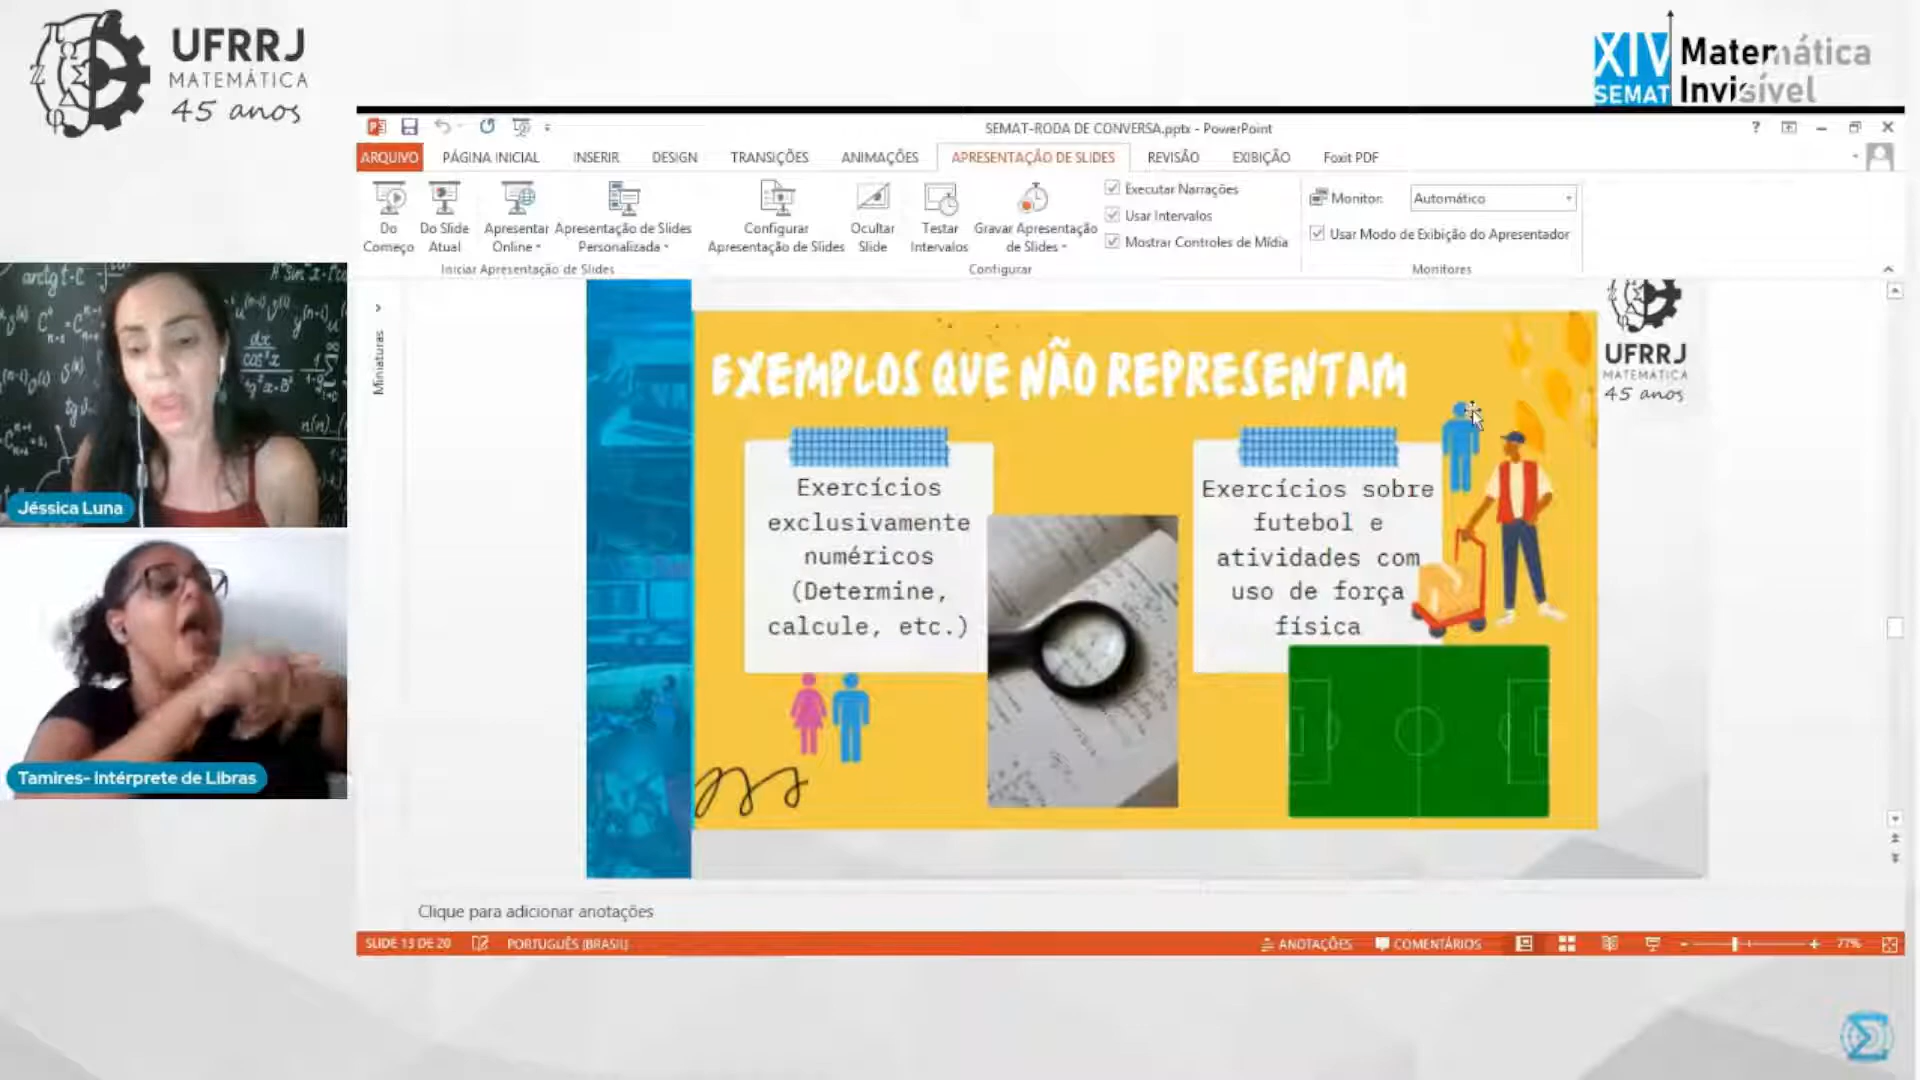 UFRRJ
MATEMÁTICA
45 anos
XIV
SEMAT
Matemática
Invisível
SEMAT-RODA DE CONVERSA.pptx - PowerPoint
ARQUIVO PÁGINA INICIAL INSERIR DESIGN TRANSIÇÕES ANIMAÇÕES APRESENTAÇÃO DE SLIDES REVISÃO EXIBIÇÃO Foxit PDF
Do Começo
Do Slide Atual
Apresentar Online
Apresentação de Slides Personalizada
Configurar Apresentação de Slides
Ocultar Slide
Testar Intervalos
Gravar Apresentação de Slides
Executar Narrações
Usar Intervalos
Mostrar Controles de Mídia
Monitor: Automático
Usar Modo de Exibição do Apresentador
Iniciar Apresentação de Slides
Configurar
Monitores
Miniaturas
UFRRJ
MATEMÁTICA
45 anos
EXEMPLOS QUE NÃO REPRESENTAM
Exercícios
exclusivamente
numéricos
(Determine,
calcule, etc.)
Exercícios sobre
futebol e
atividades com
uso de força
física
Jéssica Luna
Tamires- Intérprete de Libras
Clique para adicionar anotações
SLIDE 13 DE 20 PORTUGUÊS (BRASIL) ANOTAÇÕES COMENTÁRIOS 77%